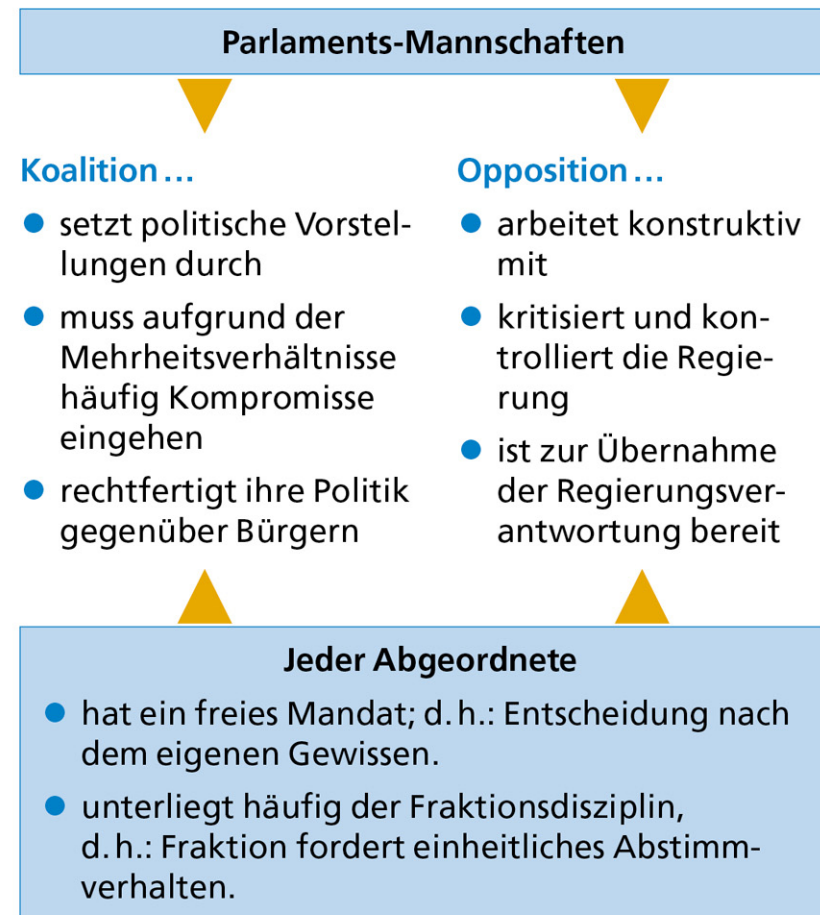 Parlaments-Mannschaften
Koalition...
● setzt politische Vorstel-
lungen durch
● muss aufgrund der
Mehrheitsverhältnisse
häufig Kompromisse
eingehen
● rechtfertigt ihre Politik
gegenüber Bürgern
Opposition...
● arbeitet konstruktiv
mit
● kritisiert und kon-
trolliert die Regie-
rung
● ist zur Übernahme
der Regierungsver-
antwortung bereit
Jeder Abgeordnete
● hat ein freies Mandat; d.h.: Entscheidung nach
dem eigenen Gewissen.
● unterliegt häufig der Fraktionsdisziplin,
d.h.: Fraktion fordert einheitliches Abstimm-
verhalten.